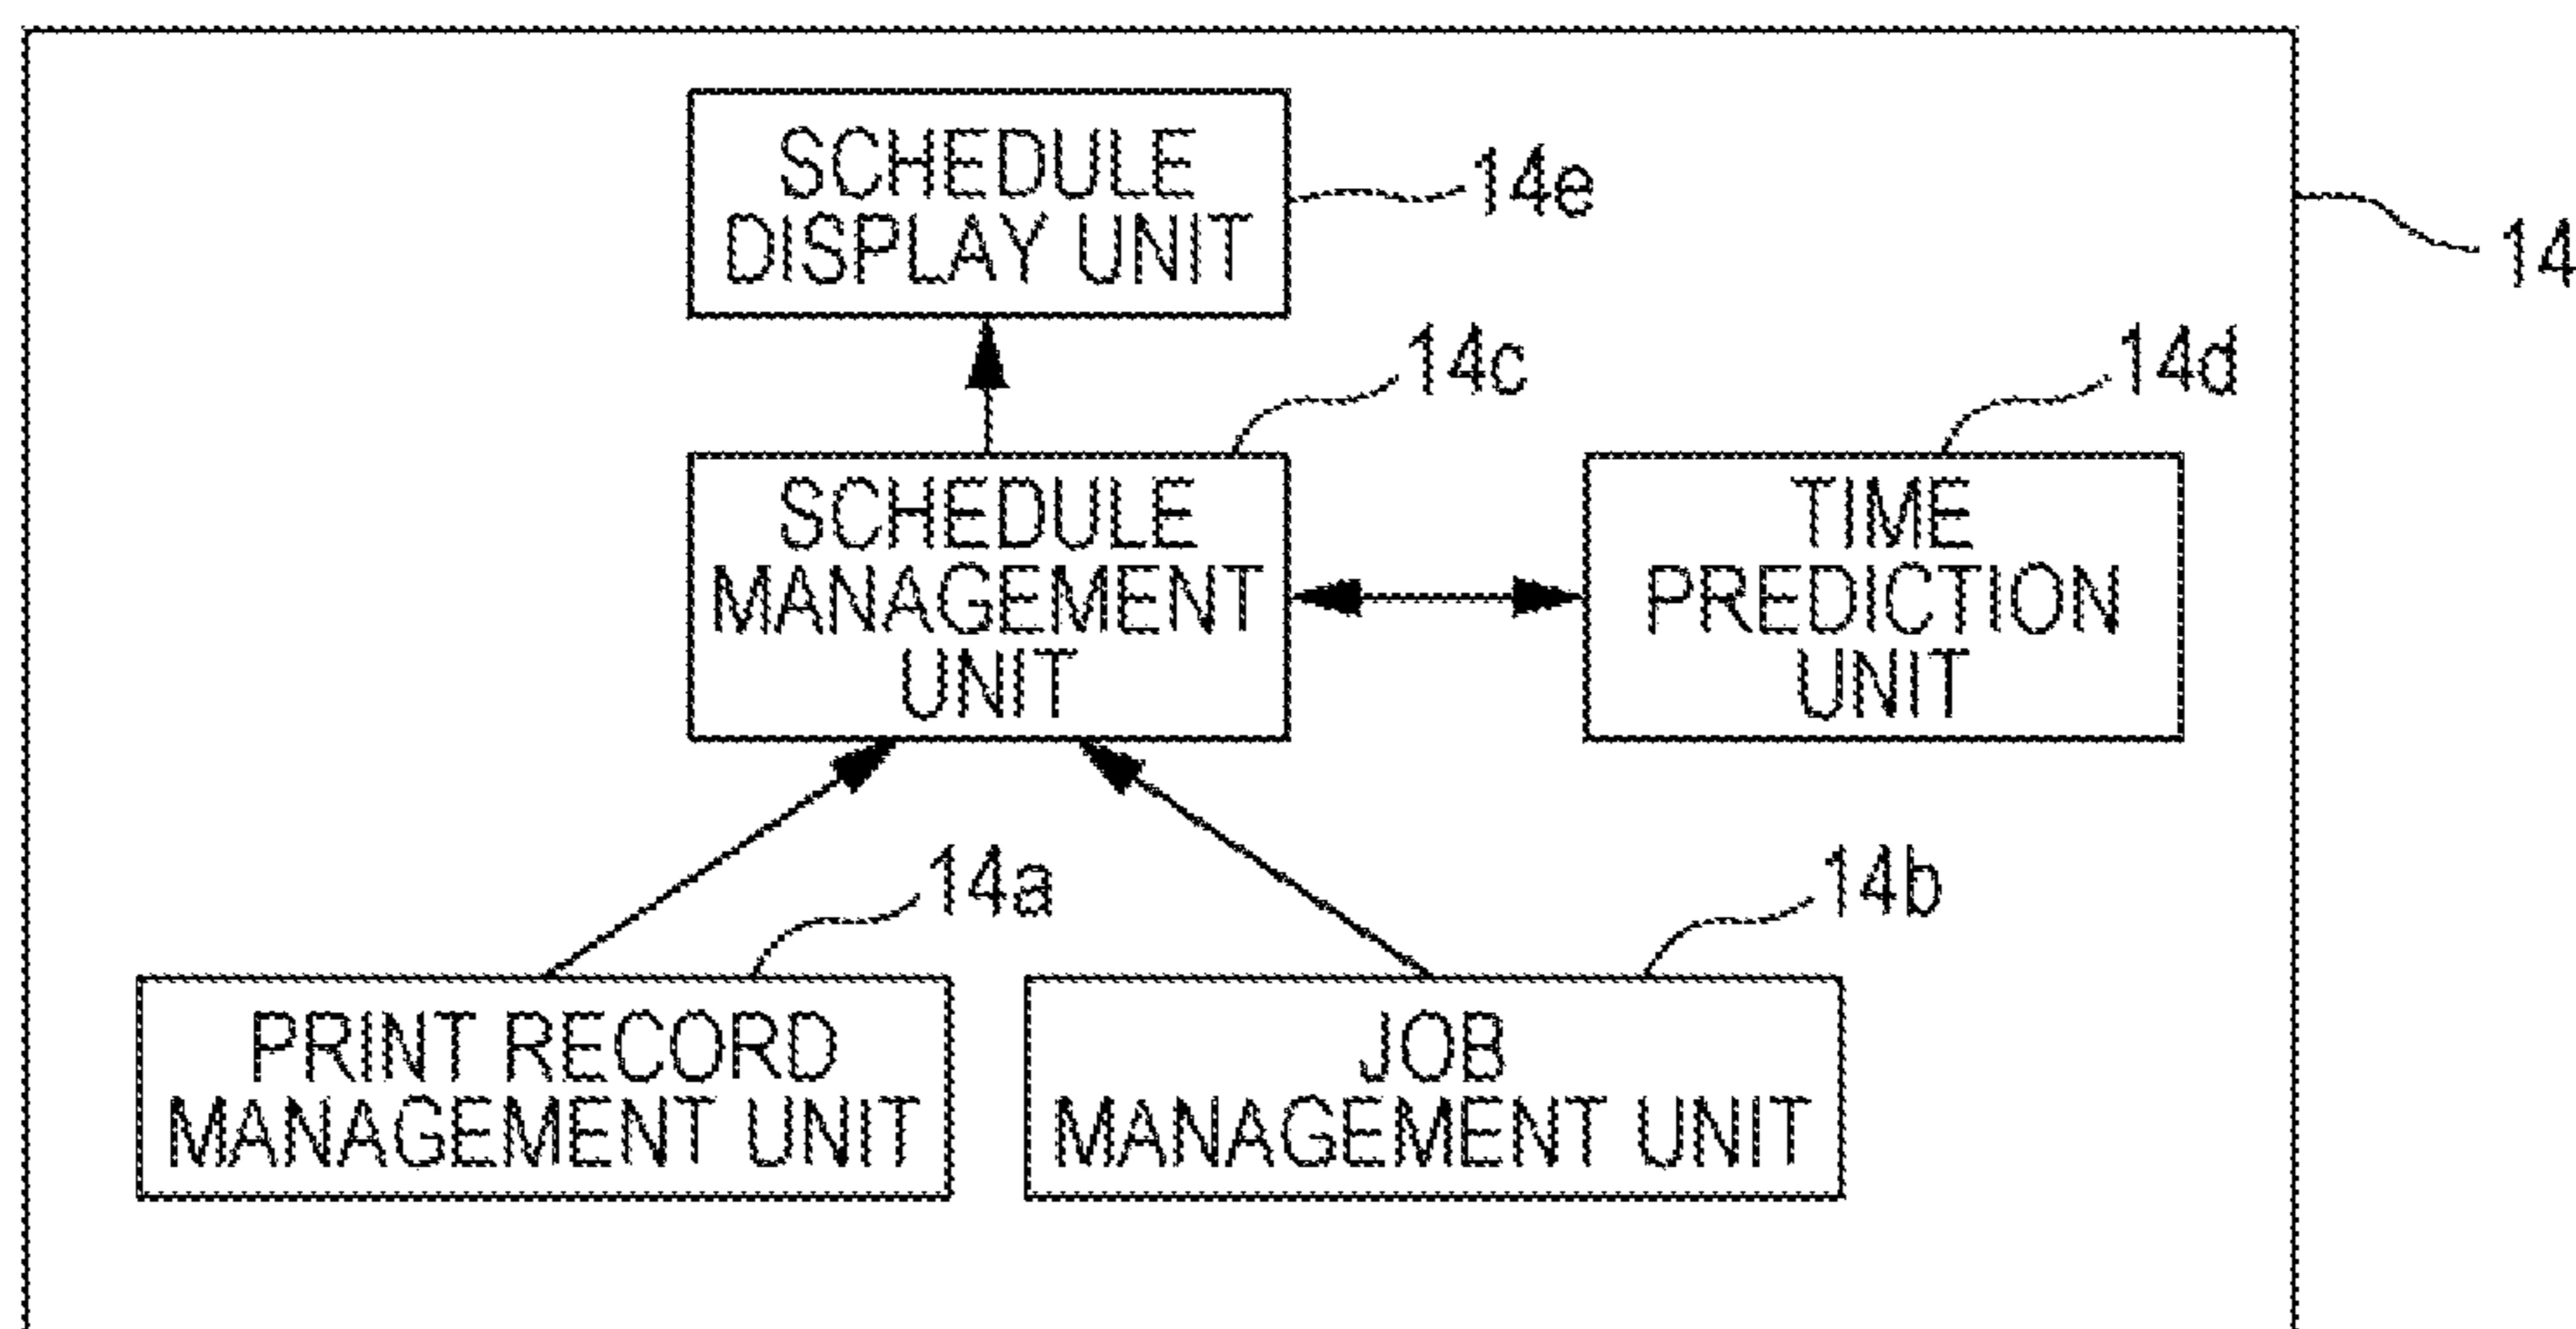 SCHEDULE
DISPLAY UNIT
14e
14
14c
14d
SCHEDULE
MANAGEMENT
UNIT
TIME
PREDICTION
UNIT
14a
14b
PRINT RECORD
MANAGEMENT UNIT
JOB
MANAGEMENT UNIT